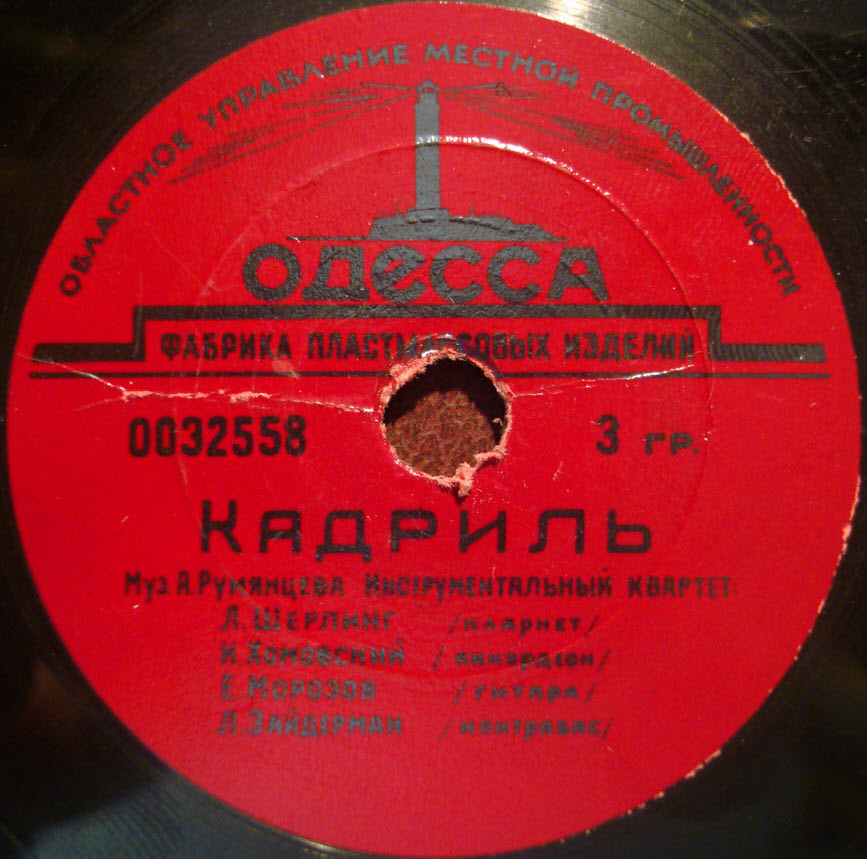 ОБЛАСТНОЕ УПРАВЛЕНИЕ МЕСТНОЙ ПРОМЫШЛЕННОСТИ
ОДеССА
ФАБРИКА ПЛАСТМАССОВЫХ ИЗДЕЛИЙ
0032558 3 гр.
КАДРИЛЬ
Муз. А. РУМЯНЦЕВА ИНСТРУМЕНТАЛЬНЫЙ КВАРТЕТ:
Л. ШЕРЛИНГ /кларнет/
Н. ХОМОВСКИЙ /аккордеон/
Е. МОРОЗОВ /гитара/
Л. ЗАЙДЕРМАН /контрабас/